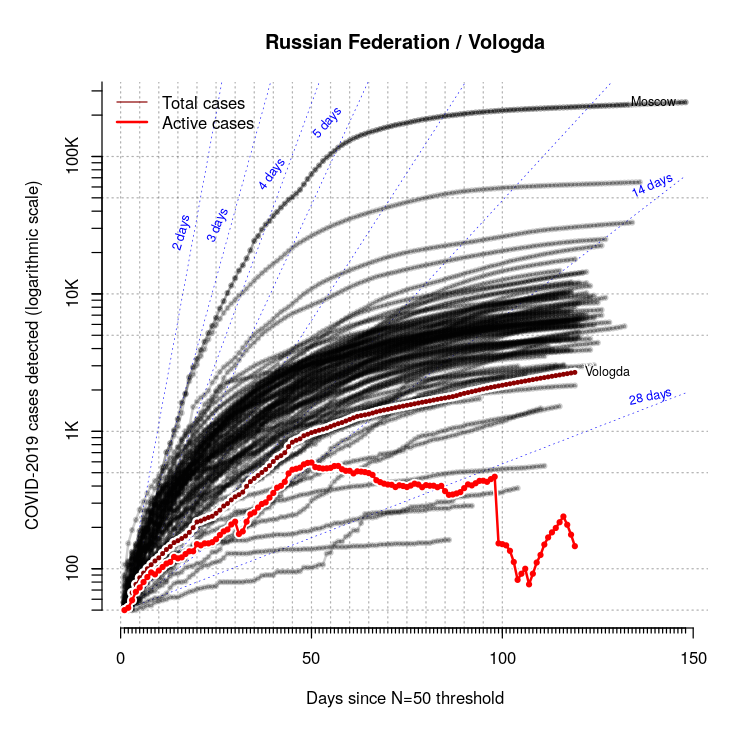 Russian Federation / Vologda
Total cases
Active cases
Moscow
Vologda
2 days
3 days
4 days
5 days
14 days
28 days
COVID-2019 cases detected (logarithmic scale)
100K
10K
1K
100
0
50
100
150
Days since N=50 threshold